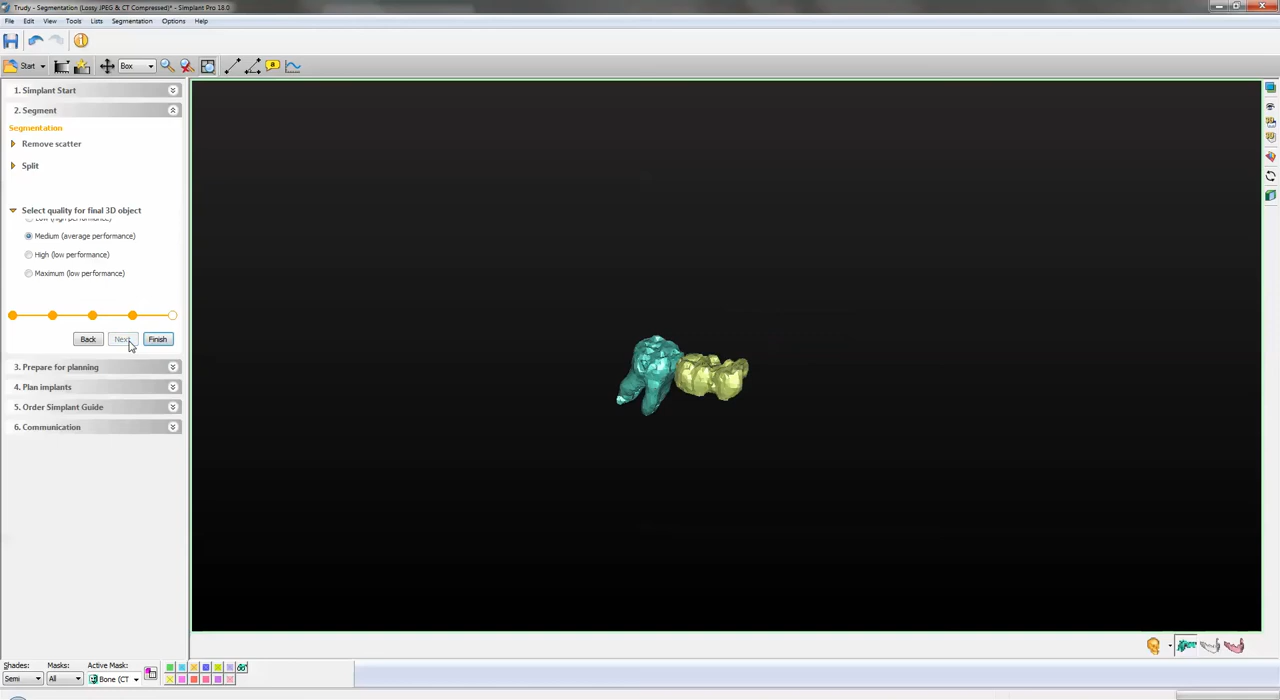 Trudy - Segmentation (Lossy JPEG & CT Compressed)* - Simplant Pro 18.0
File Edit View Tools Lists Segmentation Options Help
Start Box
1. Simplant Start
2. Segment
Segmentation
Remove scatter
Split
Select quality for final 3D object
Low (high performance)
Medium (average performance)
High (low performance)
Maximum (low performance)
Back Next Finish
3. Prepare for planning
4. Plan implants
5. Order Simplant Guide
6. Communication
Shades: Masks: Active Mask:
Semi All Bone (CT